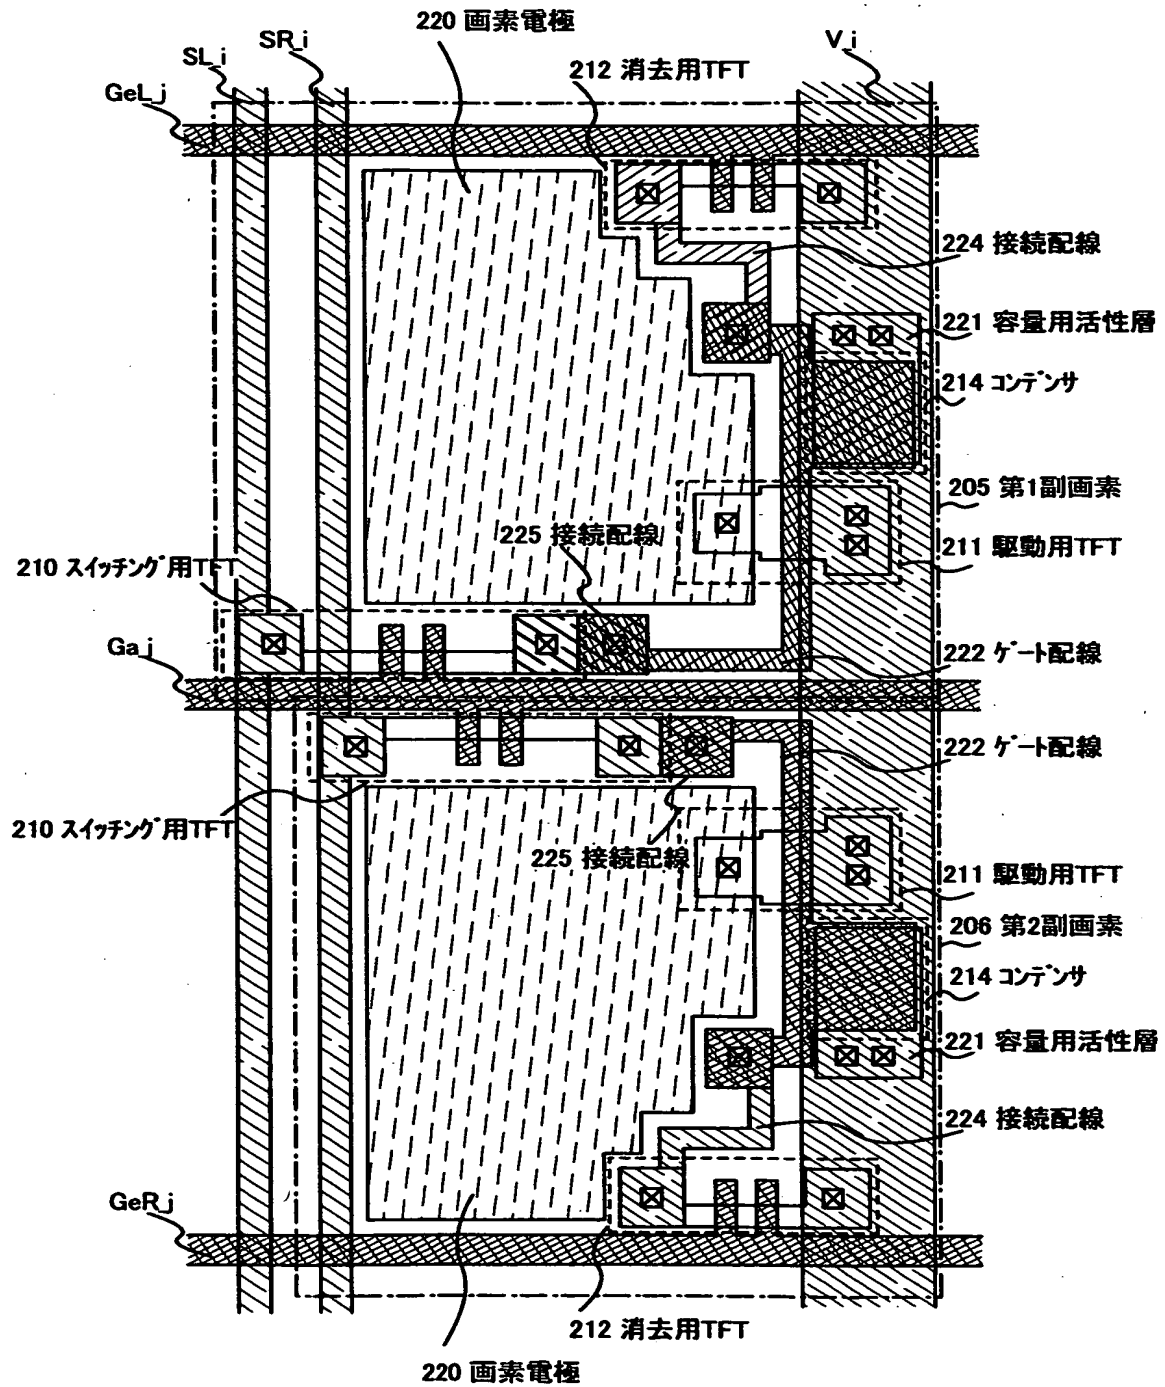 220 画素電極
SR_i
V_i
SL_i
212 消去用TFT
GeL_j
224 接続配線
221 容量用活性層
214 コンデンサ
205 第1副画素
225 接続配線
211 駆動用TFT
210 スイッチング用TFT
Ga_j
222 ゲート配線
222 ゲート配線
210 スイッチング用TFT
225 接続配線
211 駆動用TFT
206 第2副画素
214 コンデンサ
221 容量用活性層
224 接続配線
GeR_j
212 消去用TFT
220 画素電極